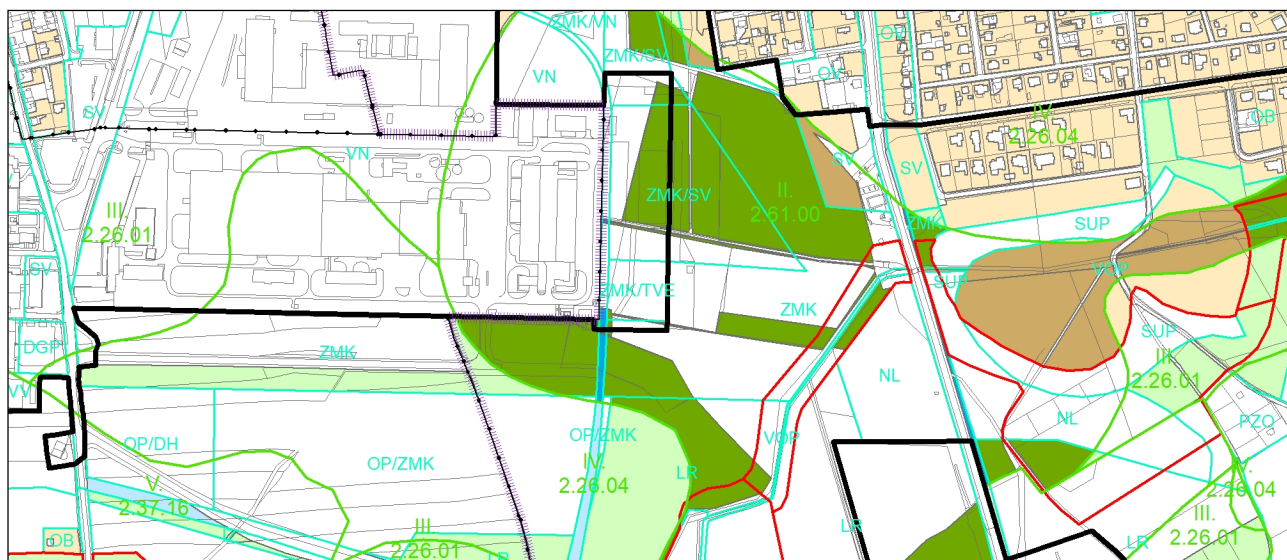 ZMK/VN
OV
ZMK/SV
VN
OV
SV
IV.
2.26.04
OB
VN
SV
SV
ZMK/SV
II.
2.61.00
III.
2.26.01
ZMK
SUP
SV
VOP
SUP
ZMK/TVE
ZMK
SUP
DGP
ZMK
III.
2.26.01
NL
VV
NL
PZO
OP/DH
OP/ZMK
OP/ZMK
VOP
IV.
2.26.04
LR
IV.
2.26.04
V.
2.37.16
III.
2.26.01
LR
III.
2.26.01
OB
LR
LR